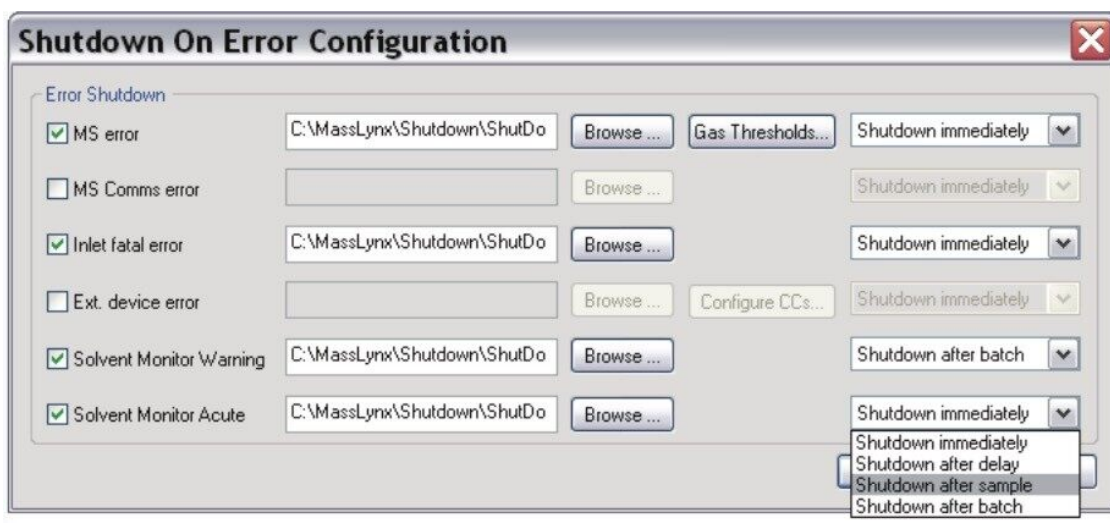 Shutdown On Error Configuration
Error Shutdown
MS error C:\MassLynx\Shutdown\ShutDo Browse ... Gas Thresholds... Shutdown immediately
MS Comms error Browse ... Shutdown immediately
Inlet fatal error C:\MassLynx\Shutdown\ShutDo Browse ... Shutdown immediately
Ext. device error Browse ... Configure CCs... Shutdown immediately
Solvent Monitor Warning C:\MassLynx\Shutdown\ShutDo Browse ... Shutdown after batch
Solvent Monitor Acute C:\MassLynx\Shutdown\ShutDo Browse ... Shutdown immediately
Shutdown immediately
Shutdown after delay
Shutdown after sample
Shutdown after batch